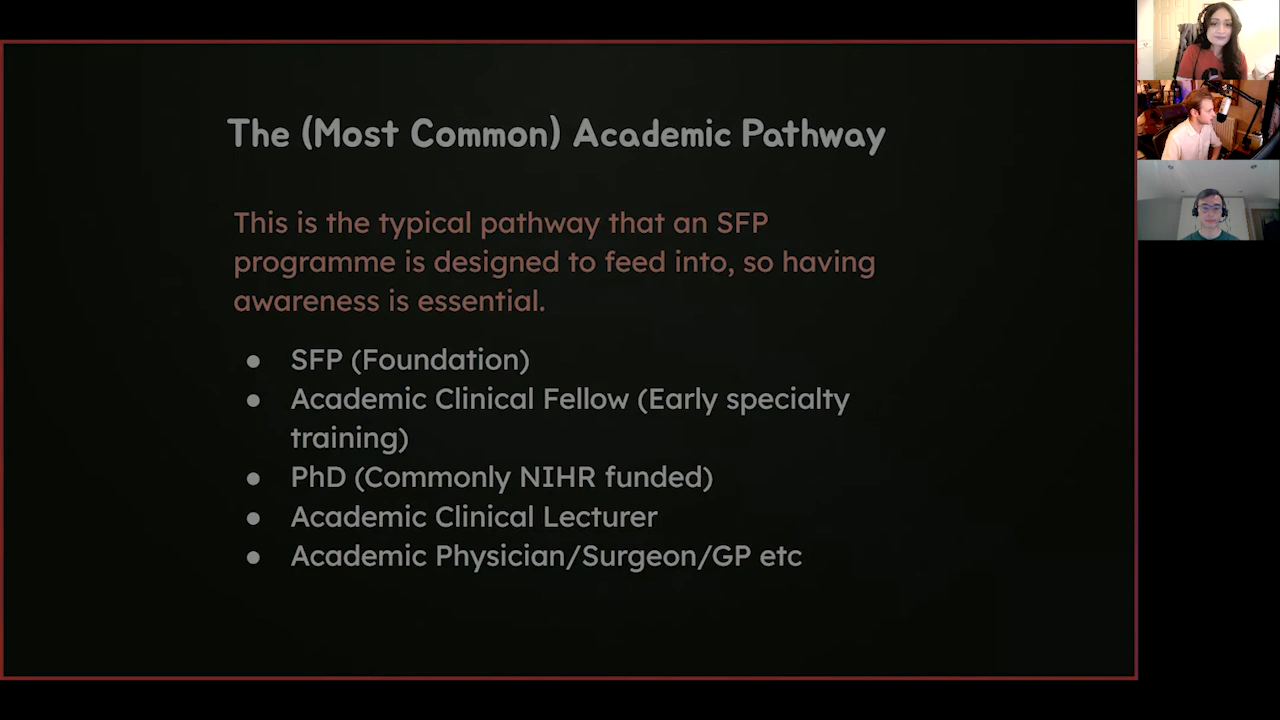 The (Most Common) Academic Pathway
This is the typical pathway that an SFP
programme is designed to feed into, so having
awareness is essential.
● SFP (Foundation)
● Academic Clinical Fellow (Early specialty
training)
● PhD (Commonly NIHR funded)
● Academic Clinical Lecturer
● Academic Physician/Surgeon/GP etc